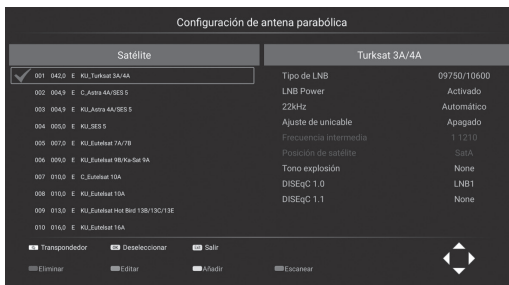 Configuración de antena parabólica
Satélite
001 042,0 E KU_Turksat 3A/4A
002 004,9 E C_Astra 4A/SES 5
003 004,9 E KU_Astra 4A/SES 5
004 005,0 E KU_SES 5
005 007,0 E KU_Eutelsat 7A/7B
006 009,0 E KU_Eutelsat 9B/Ka-Sat 9A
007 010,0 E C_Eutelsat 10A
008 010,0 E KU_Eutelsat 10A
009 013,0 E KU_Eutelsat Hot Bird 13B/13C/13E
010 016,0 E KU_Eutelsat 16A
Turksat 3A/4A
Tipo de LNB 09750/10600
LNB Power Activado
22kHz Automático
Ajuste de unicable Apagado
Frecuencia intermedia 1 1210
Posición de satélite SatA
Tono explosión None
DISEqC 1.0 LNB1
DISEqC 1.1 None
Transpondedor OK Deseleccionar Salir
Eliminar Editar Añadir Escanear